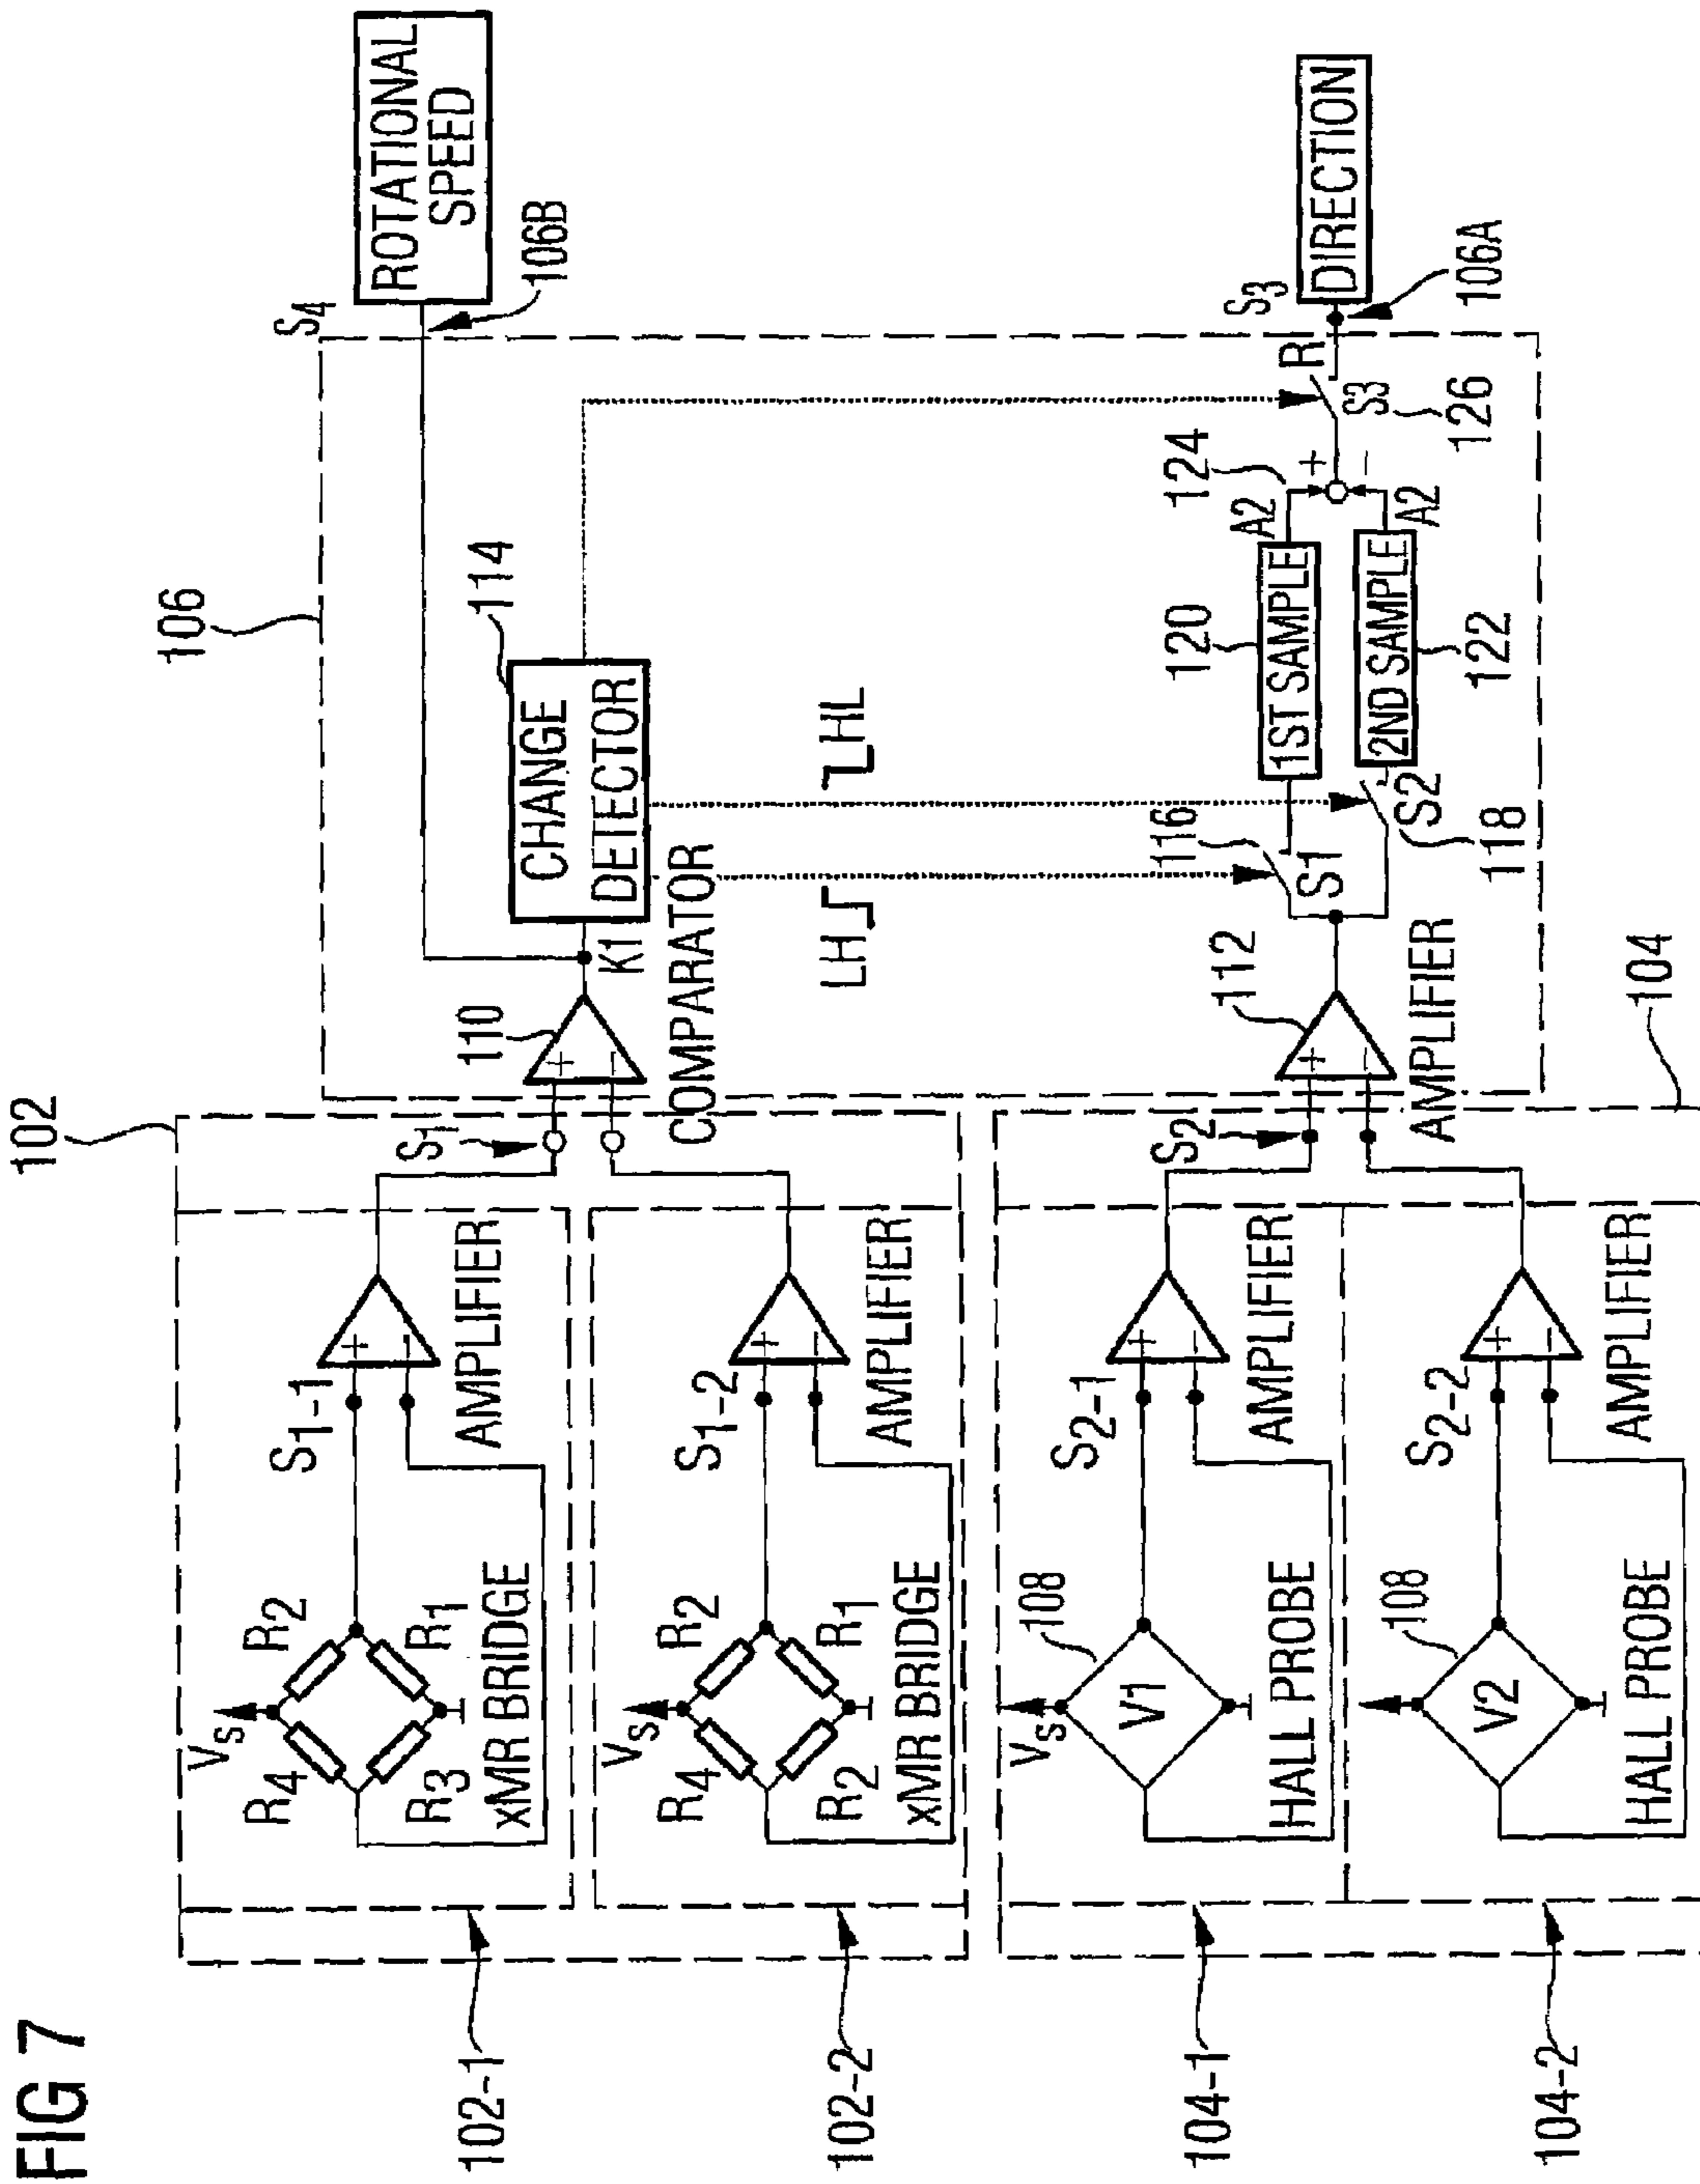 FIG 7
102
106
102-1
102-2
104-1
104-2
104
Vs
R4
R2
R3
R1
xMR BRIDGE
S1-1
+
−
AMPLIFIER
Vs
R4
R2
R2
R1
xMR BRIDGE
S1-2
+
−
AMPLIFIER
S1
110
+
−
COMPARATOR
K1
CHANGE
DETECTOR
114
LH
HL
S4
106B
ROTATIONAL
SPEED
Vs
V1
108
HALL PROBE
S2-1
+
−
AMPLIFIER
V2
108
HALL PROBE
S2-2
+
−
AMPLIFIER
S2
112
+
−
AMPLIFIER
116
S1
S2
118
120
1ST SAMPLE
A2
2ND SAMPLE
A2
122
124
+
−
S3
126
R
S3
106A
DIRECTION